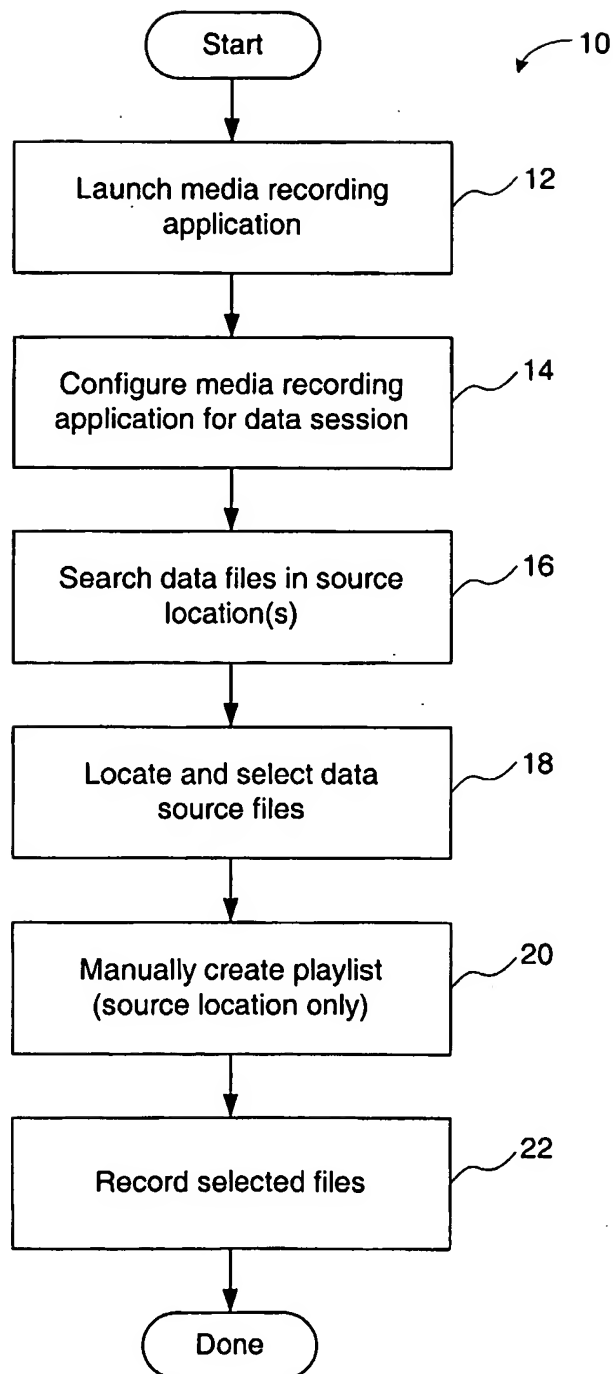 Start
10
Launch media recording
application
12
Configure media recording
application for data session
14
Search data files in source
location(s)
16
Locate and select data
source files
18
Manually create playlist
(source location only)
20
Record selected files
22
Done